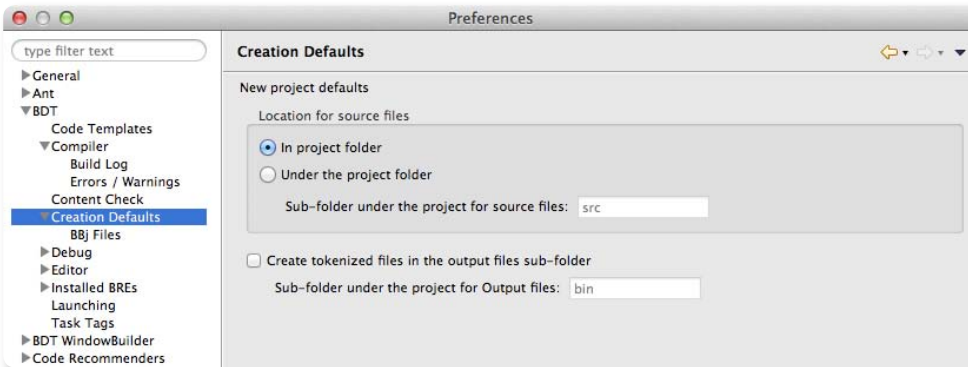 Preferences
type filter text
General
Ant
BDT
Code Templates
Compiler
Build Log
Errors / Warnings
Content Check
Creation Defaults
BBj Files
Debug
Editor
Installed BREs
Launching
Task Tags
BDT WindowBuilder
Code Recommenders
Creation Defaults
New project defaults
Location for source files
In project folder
Under the project folder
Sub-folder under the project for source files: src
Create tokenized files in the output files sub-folder
Sub-folder under the project for Output files: bin